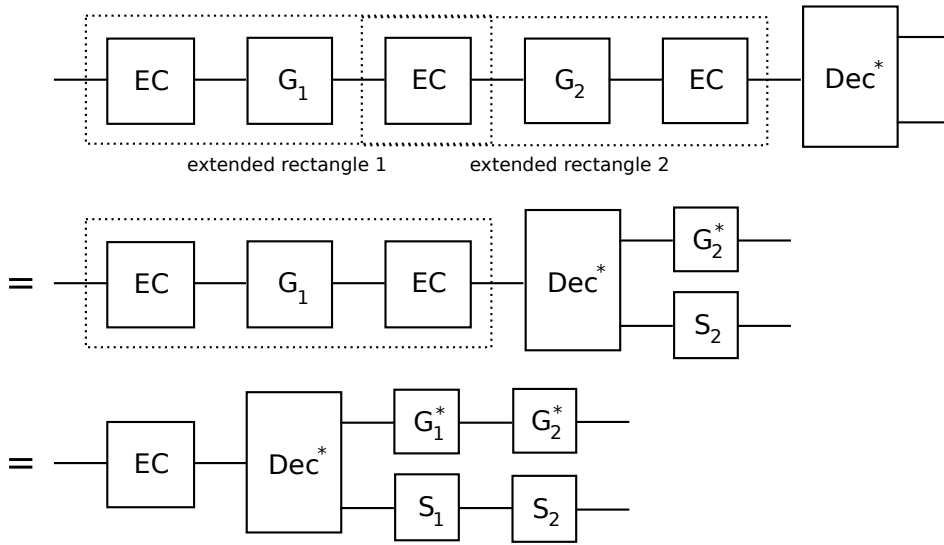 EC G₁ EC G₂ EC Dec*
extended rectangle 1 extended rectangle 2
= EC G₁ EC Dec* G₂*
S₂
= EC Dec* G₁* G₂*
S₁ S₂